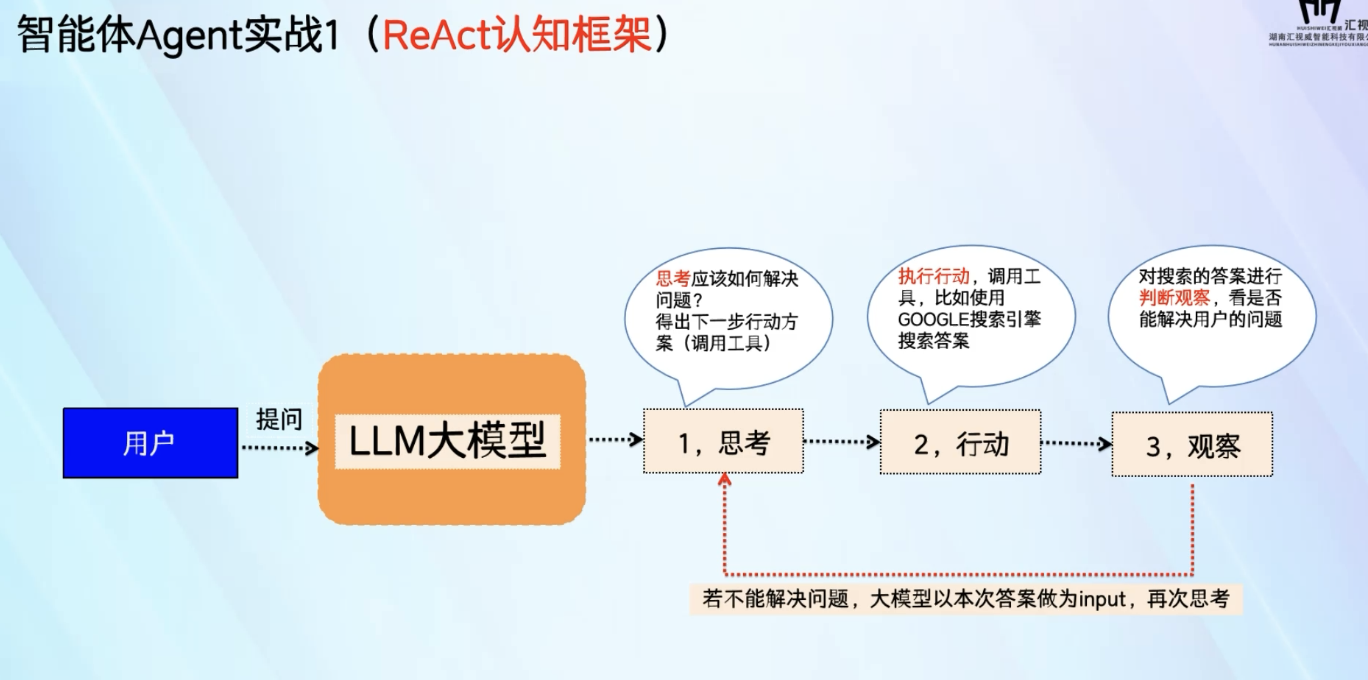 智能体Agent实战1（ReAct认知框架）
汇视
湖南汇视威智能科技有限公
思考应该如何解决
问题？
得出下一步行动方
案（调用工具）
执行行动，调用工
具，比如使用
GOOGLE搜索引擎
搜索答案
对搜索的答案进行
判断观察，看是否
能解决用户的问题
用户
提问
LLM大模型
1，思考
2，行动
3，观察
若不能解决问题，大模型以本次答案做为input，再次思考